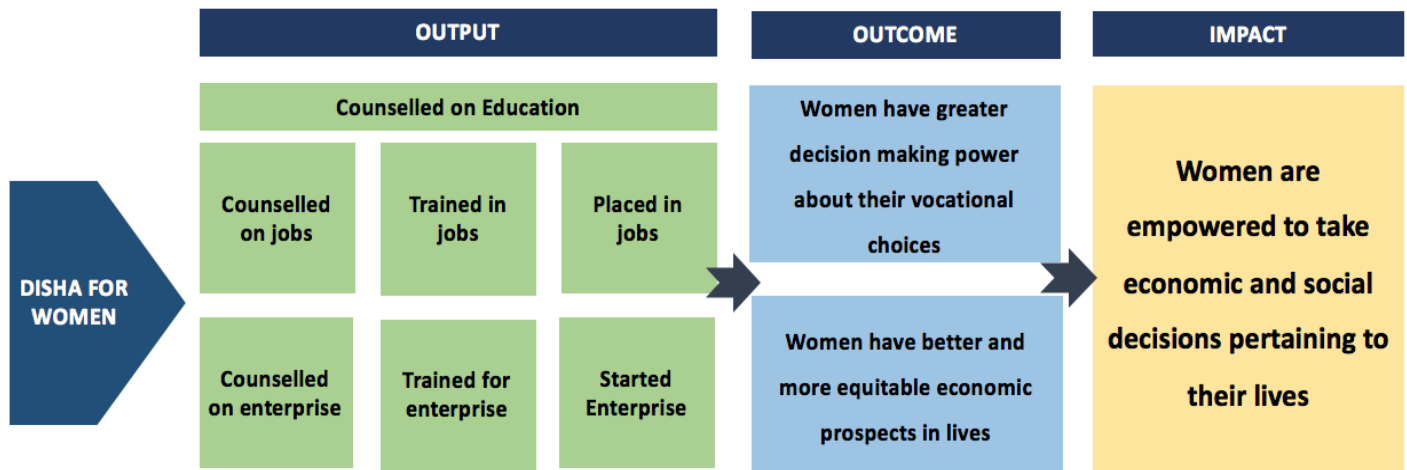 OUTPUT
OUTCOME
IMPACT
DISHA FOR
WOMEN
Counselled on Education
Counselled
on jobs
Trained in
jobs
Placed in
jobs
Counselled
on enterprise
Trained for
enterprise
Started
Enterprise
Women have greater
decision making power
about their vocational
choices
Women have better and
more equitable economic
prospects in lives
Women are
empowered to take
economic and social
decisions pertaining to
their lives